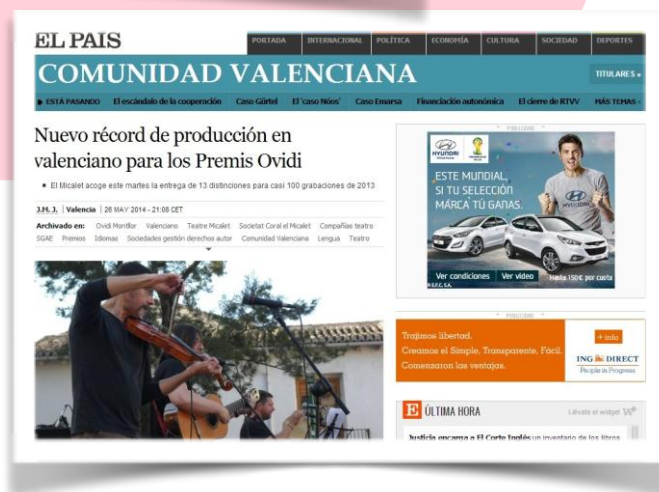 EL PAIS
PORTADA INTERNACIONAL POLÍTICA ECONOMÍA CULTURA SOCIEDAD DEPORTES
COMUNIDAD VALENCIANA
TITULARES »
ESTÁ PASANDO El escándalo de la cooperación Caso Gürtel El 'caso Nóos' Caso Emarsa Financiación autonómica El cierre de RTVV MÁS TEMAS
Nuevo récord de producción en
valenciano para los Premis Ovidi
El Micalet acoge este martes la entrega de 13 distinciones para casi 100 grabaciones de 2013
J.M. J. | Valencia | 26 MAY 2014 - 21:08 CET
Archivado en: Ovidi Montllor Valenciano Teatre Micalet Societat Coral el Micalet Compañías teatro
SGAE Premios Idiomas Sociedades gestión derechos autor Comunidad Valenciana Lengua Teatro
PUBLICIDAD
HYUNDAI
ESTE MUNDIAL,
SI TU SELECCIÓN
MARCA TÚ GANAS.
HYUNDAI
Ver condiciones Ver vídeo Hasta 150€ por cuota
PUBLICIDAD
Trajimos libertad.
Creamos el Simple, Transparente, Fácil.
Comenzaron las ventajas.
+ info
ING DIRECT
People in Progress
E ÚLTIMA HORA
Llévate el widget
Justicia encarga a El Corte Inglés un inventario de los libros